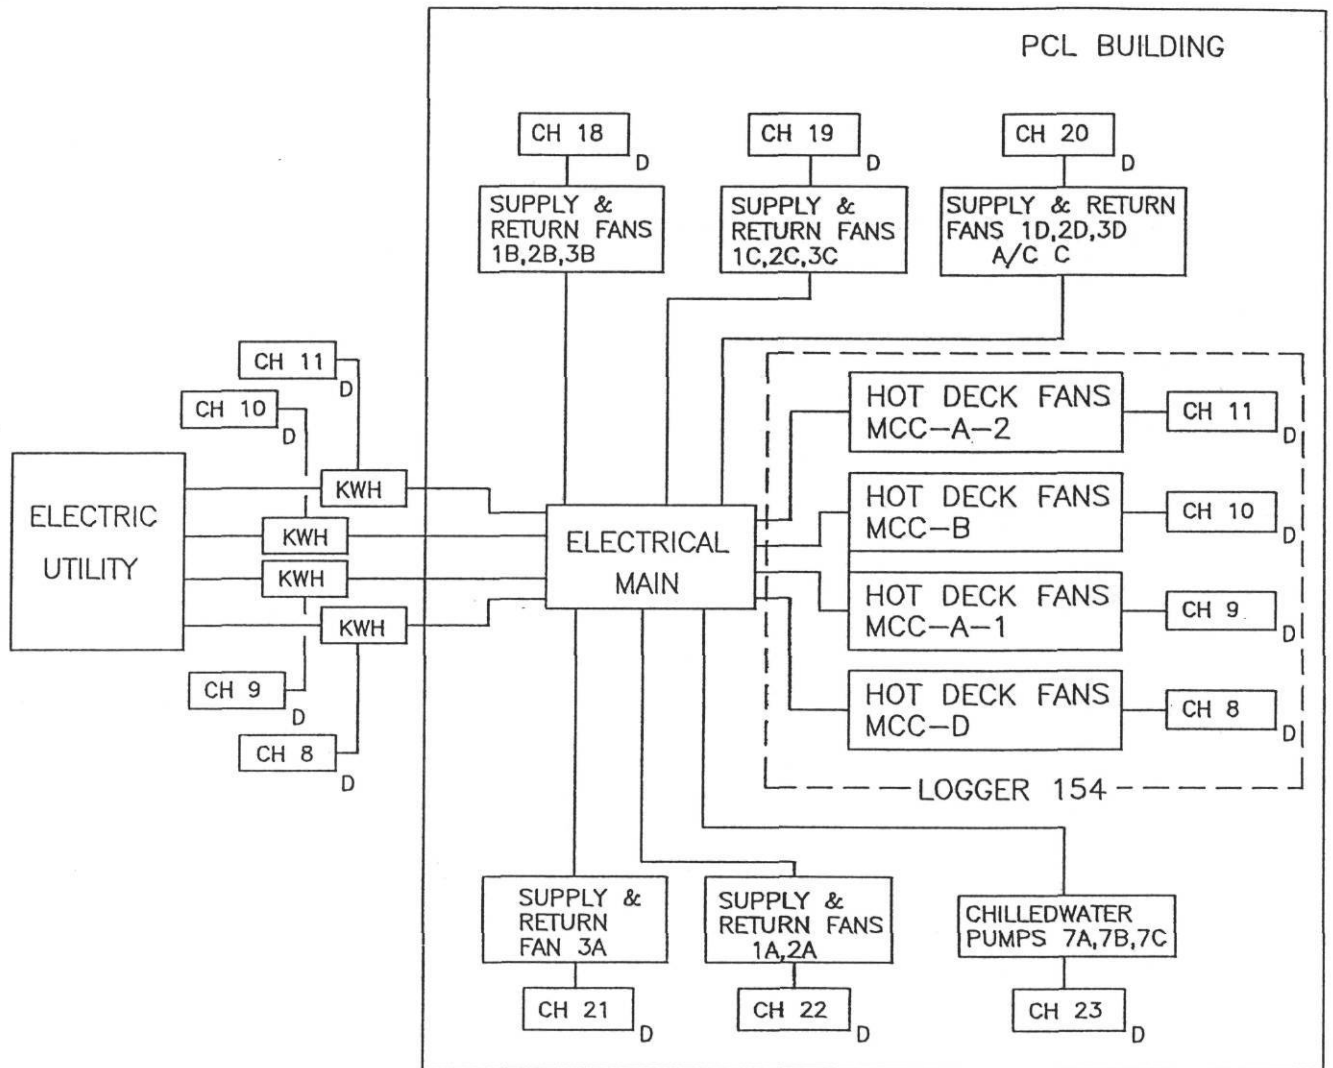 PCL BUILDING
CH 18
D
CH 19
D
CH 20
D
SUPPLY &
RETURN FANS
1B,2B,3B
SUPPLY &
RETURN FANS
1C,2C,3C
SUPPLY & RETURN
FANS 1D,2D,3D
A/C C
CH 11
D
CH 10
D
KWH
KWH
KWH
KWH
ELECTRIC
UTILITY
CH 9
D
CH 8
D
ELECTRICAL
MAIN
HOT DECK FANS
MCC-A-2
CH 11
D
HOT DECK FANS
MCC-B
CH 10
D
HOT DECK FANS
MCC-A-1
CH 9
D
HOT DECK FANS
MCC-D
CH 8
D
LOGGER 154
SUPPLY &
RETURN
FAN 3A
SUPPLY &
RETURN FANS
1A,2A
CHILLEDWATER
PUMPS 7A,7B,7C
CH 21
D
CH 22
D
CH 23
D